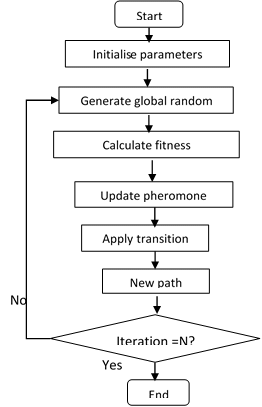 Start
Initialise parameters
Generate global random
Calculate fitness
Update pheromone
Apply transition
New path
No
Iteration =N?
Yes
End